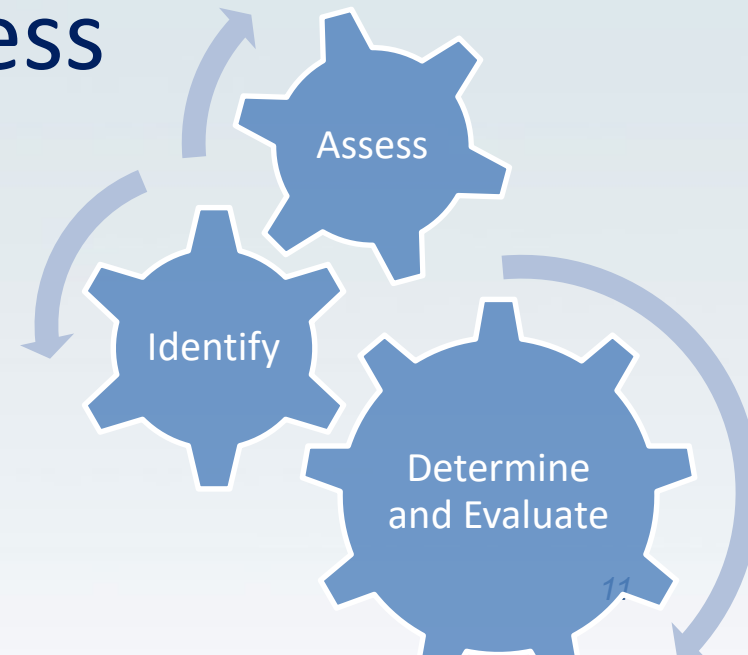 ess
Assess
Identify
Determine
and Evaluate
11